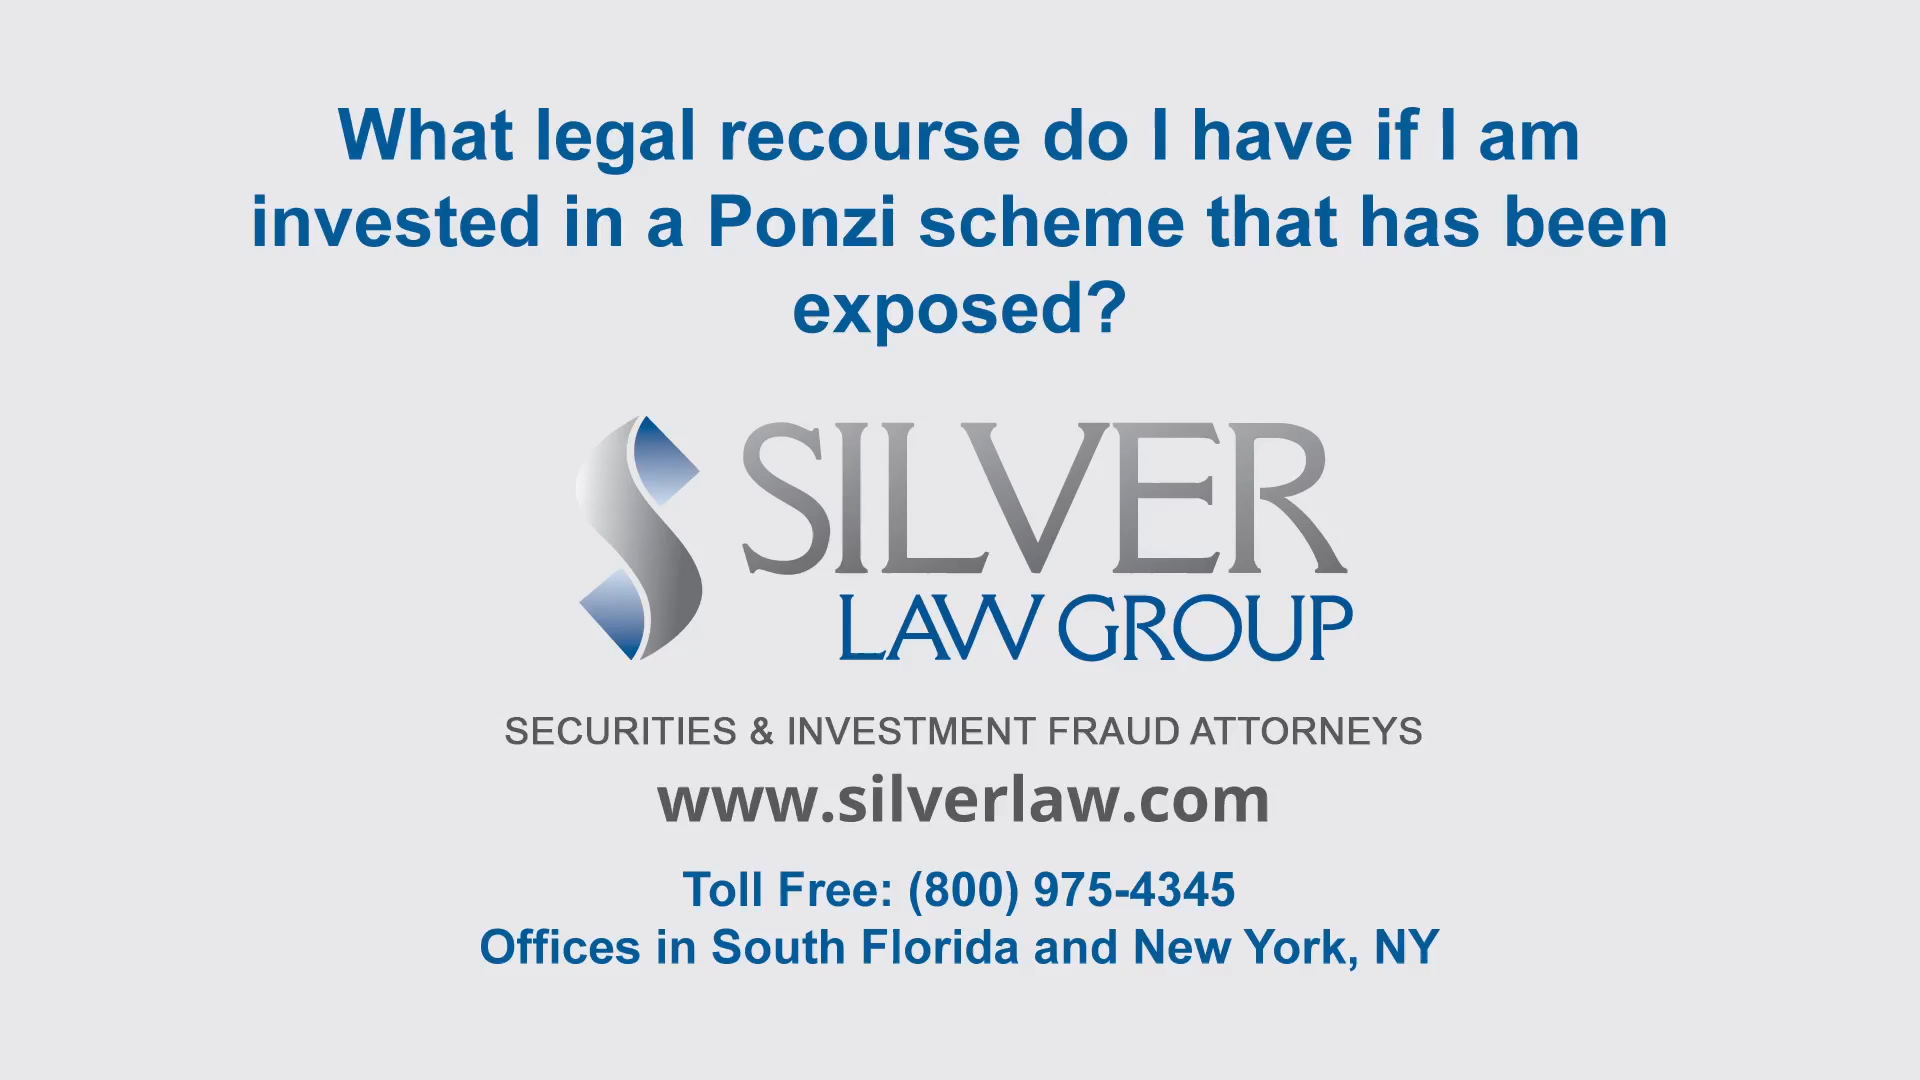 What legal recourse do I have if I am
invested in a Ponzi scheme that has been
exposed?
SILVER
LAW GROUP
SECURITIES & INVESTMENT FRAUD ATTORNEYS
www.silverlaw.com
Toll Free: (800) 975-4345
Offices in South Florida and New York, NY